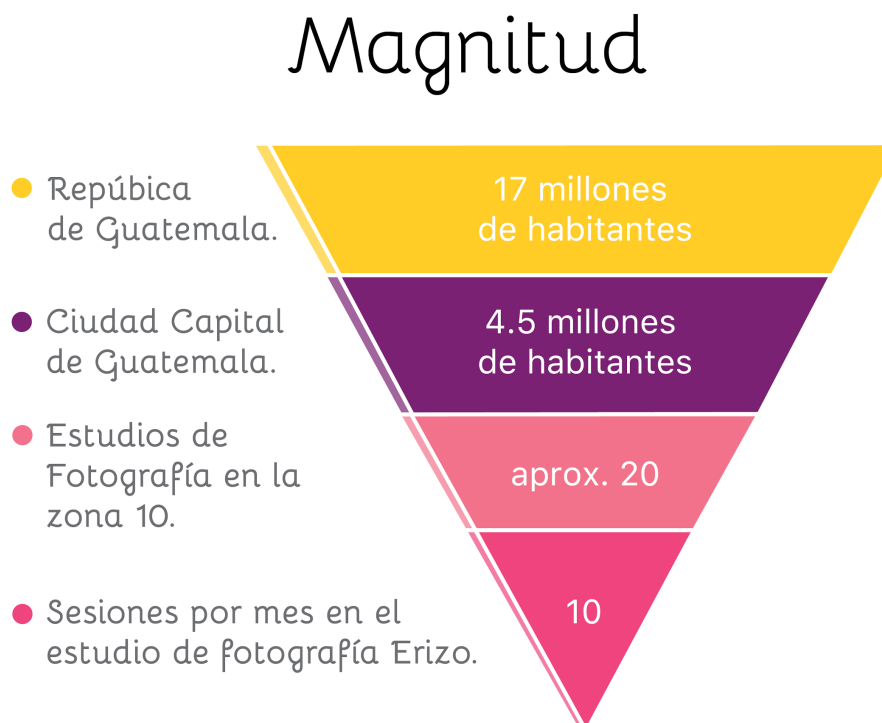 Magnitud
Repúbica
de Guatemala.
17 millones
de habitantes
Ciudad Capital
de Guatemala.
4.5 millones
de habitantes
Estudios de
Fotografía en la
zona 10.
aprox. 20
Sesiones por mes en el
estudio de fotografía Erizo.
10